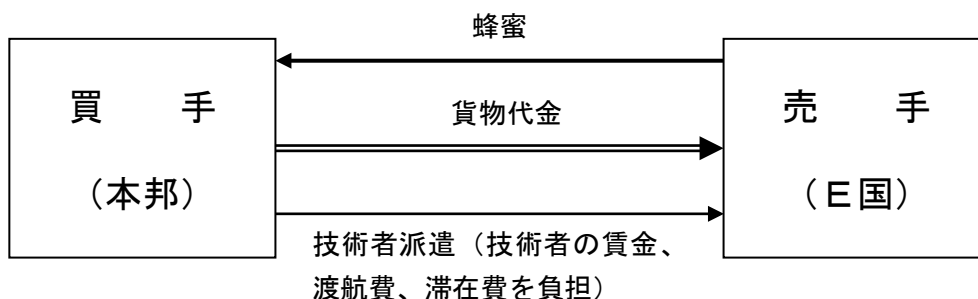 蜂蜜
買　　手
（本邦）
貨物代金
売　　手
（Ｅ国）
技術者派遣（技術者の賃金、
渡航費、滞在費を負担）